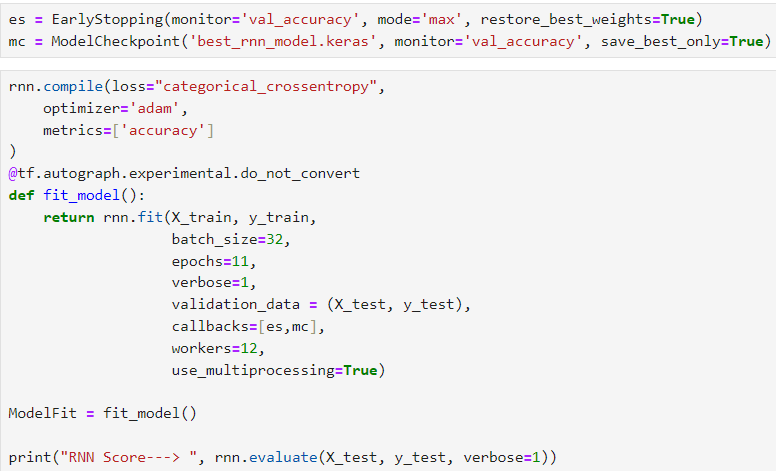 es = EarlyStopping(monitor='val_accuracy', mode='max', restore_best_weights=True)
mc = ModelCheckpoint('best_rnn_model.keras', monitor='val_accuracy', save_best_only=True)
rnn.compile(loss="categorical_crossentropy",
    optimizer='adam',
    metrics=['accuracy']
)
@tf.autograph.experimental.do_not_convert
def fit_model():
    return rnn.fit(X_train, y_train,
                   batch_size=32,
                   epochs=11,
                   verbose=1,
                   validation_data = (X_test, y_test),
                   callbacks=[es,mc],
                   workers=12,
                   use_multiprocessing=True)
ModelFit = fit_model()
print("RNN Score---> ", rnn.evaluate(X_test, y_test, verbose=1))